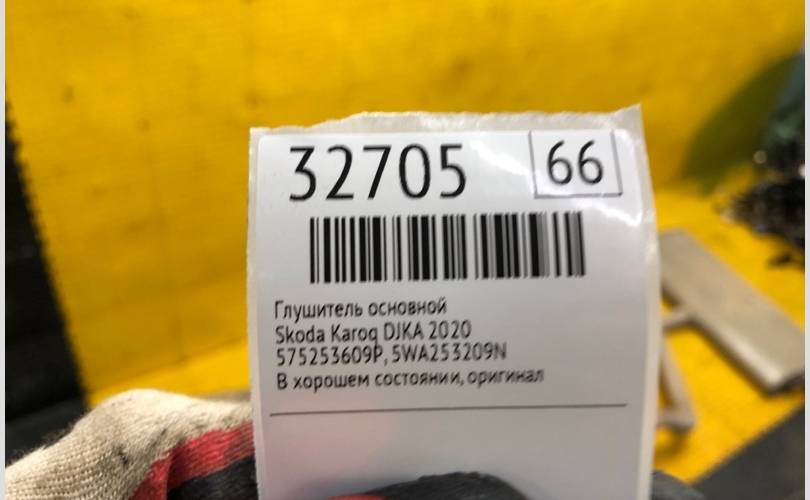 32705 66
Глушитель основной
Skoda Karoq DJKA 2020
575253609P, 5WA253209N
В хорошем состоянии, оригинал